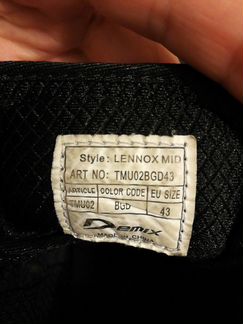 Style: LENNOX MID
ART NO: TMU02BGD43
ARTICLE COLOR CODE EU SIZE
TMU02 BGD 43
Demix
MADE IN CHINA